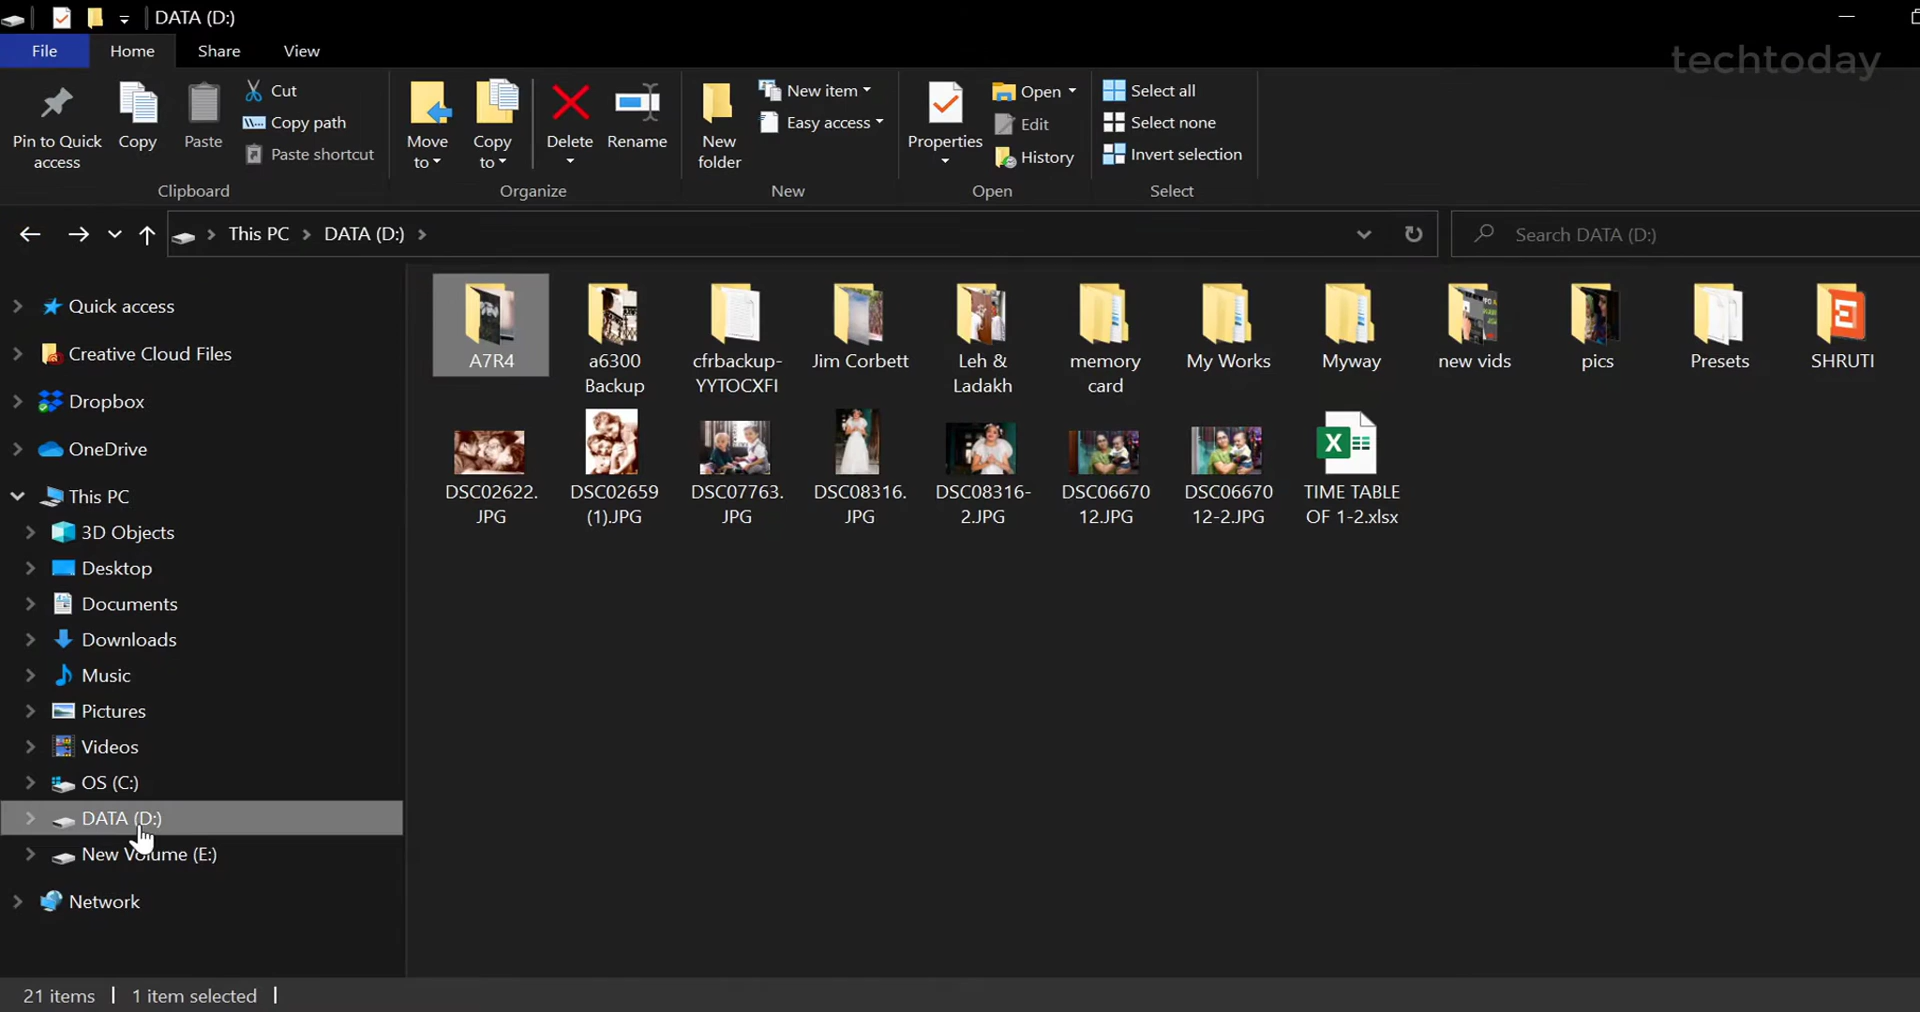 DATA (D:)
techtoday
File Home Share View
Pin to Quick access
Copy
Paste
Cut
Copy path
Paste shortcut
Clipboard
Move to
Copy to
Delete
Rename
Organize
New folder
New item
Easy access
New
Properties
Open
Edit
History
Open
Select all
Select none
Invert selection
Select
This PC DATA (D:)
Search DATA (D:)
Quick access
Creative Cloud Files
Dropbox
OneDrive
This PC
3D Objects
Desktop
Documents
Downloads
Music
Pictures
Videos
OS (C:)
DATA (D:)
New Volume (E:)
Network
A7R4
a6300
Backup
cfrbackup-
YYTOCXFI
Jim Corbett
Leh &
Ladakh
memory
card
My Works
Myway
new vids
pics
Presets
SHRUTI
DSC02622.
JPG
DSC02659
(1).JPG
DSC07763.
JPG
DSC08316.
JPG
DSC08316-
2.JPG
DSC06670
12.JPG
DSC06670
12-2.JPG
TIME TABLE
OF 1-2.xlsx
21 items 1 item selected